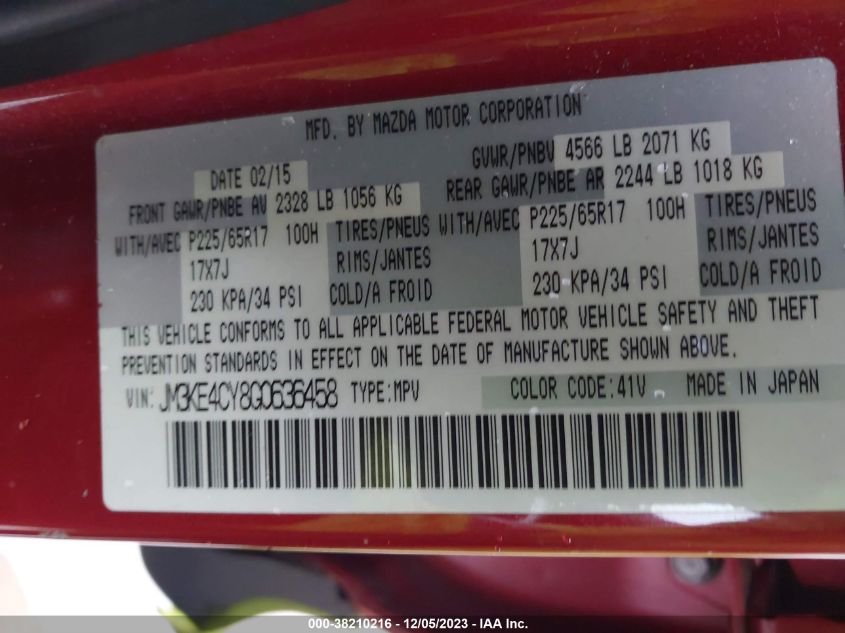 MFD. BY MAZDA MOTOR CORPORATION
DATE 02/15 GVWR/PNBV 4566 LB 2071 KG
FRONT GAWR/PNBE AV 2328 LB 1056 KG REAR GAWR/PNBE AR 2244 LB 1018 KG
WITH/AVEC P225/65R17 100H TIRES/PNEUS WITH/AVEC P225/65R17 100H TIRES/PNEUS
17X7J RIMS/JANTES 17X7J RIMS/JANTES
230 KPA/34 PSI COLD/A FROID 230 KPA/34 PSI COLD/A FROID
THIS VEHICLE CONFORMS TO ALL APPLICABLE FEDERAL MOTOR VEHICLE SAFETY AND THEFT
PREVENTION STANDARDS IN EFFECT ON THE DATE OF MANUFACTURE SHOWN ABOVE.
VIN: JM3KE4CY8G0636458 TYPE:MPV COLOR CODE:41V MADE IN JAPAN
000-38210216 - 12/05/2023 - IAA Inc.